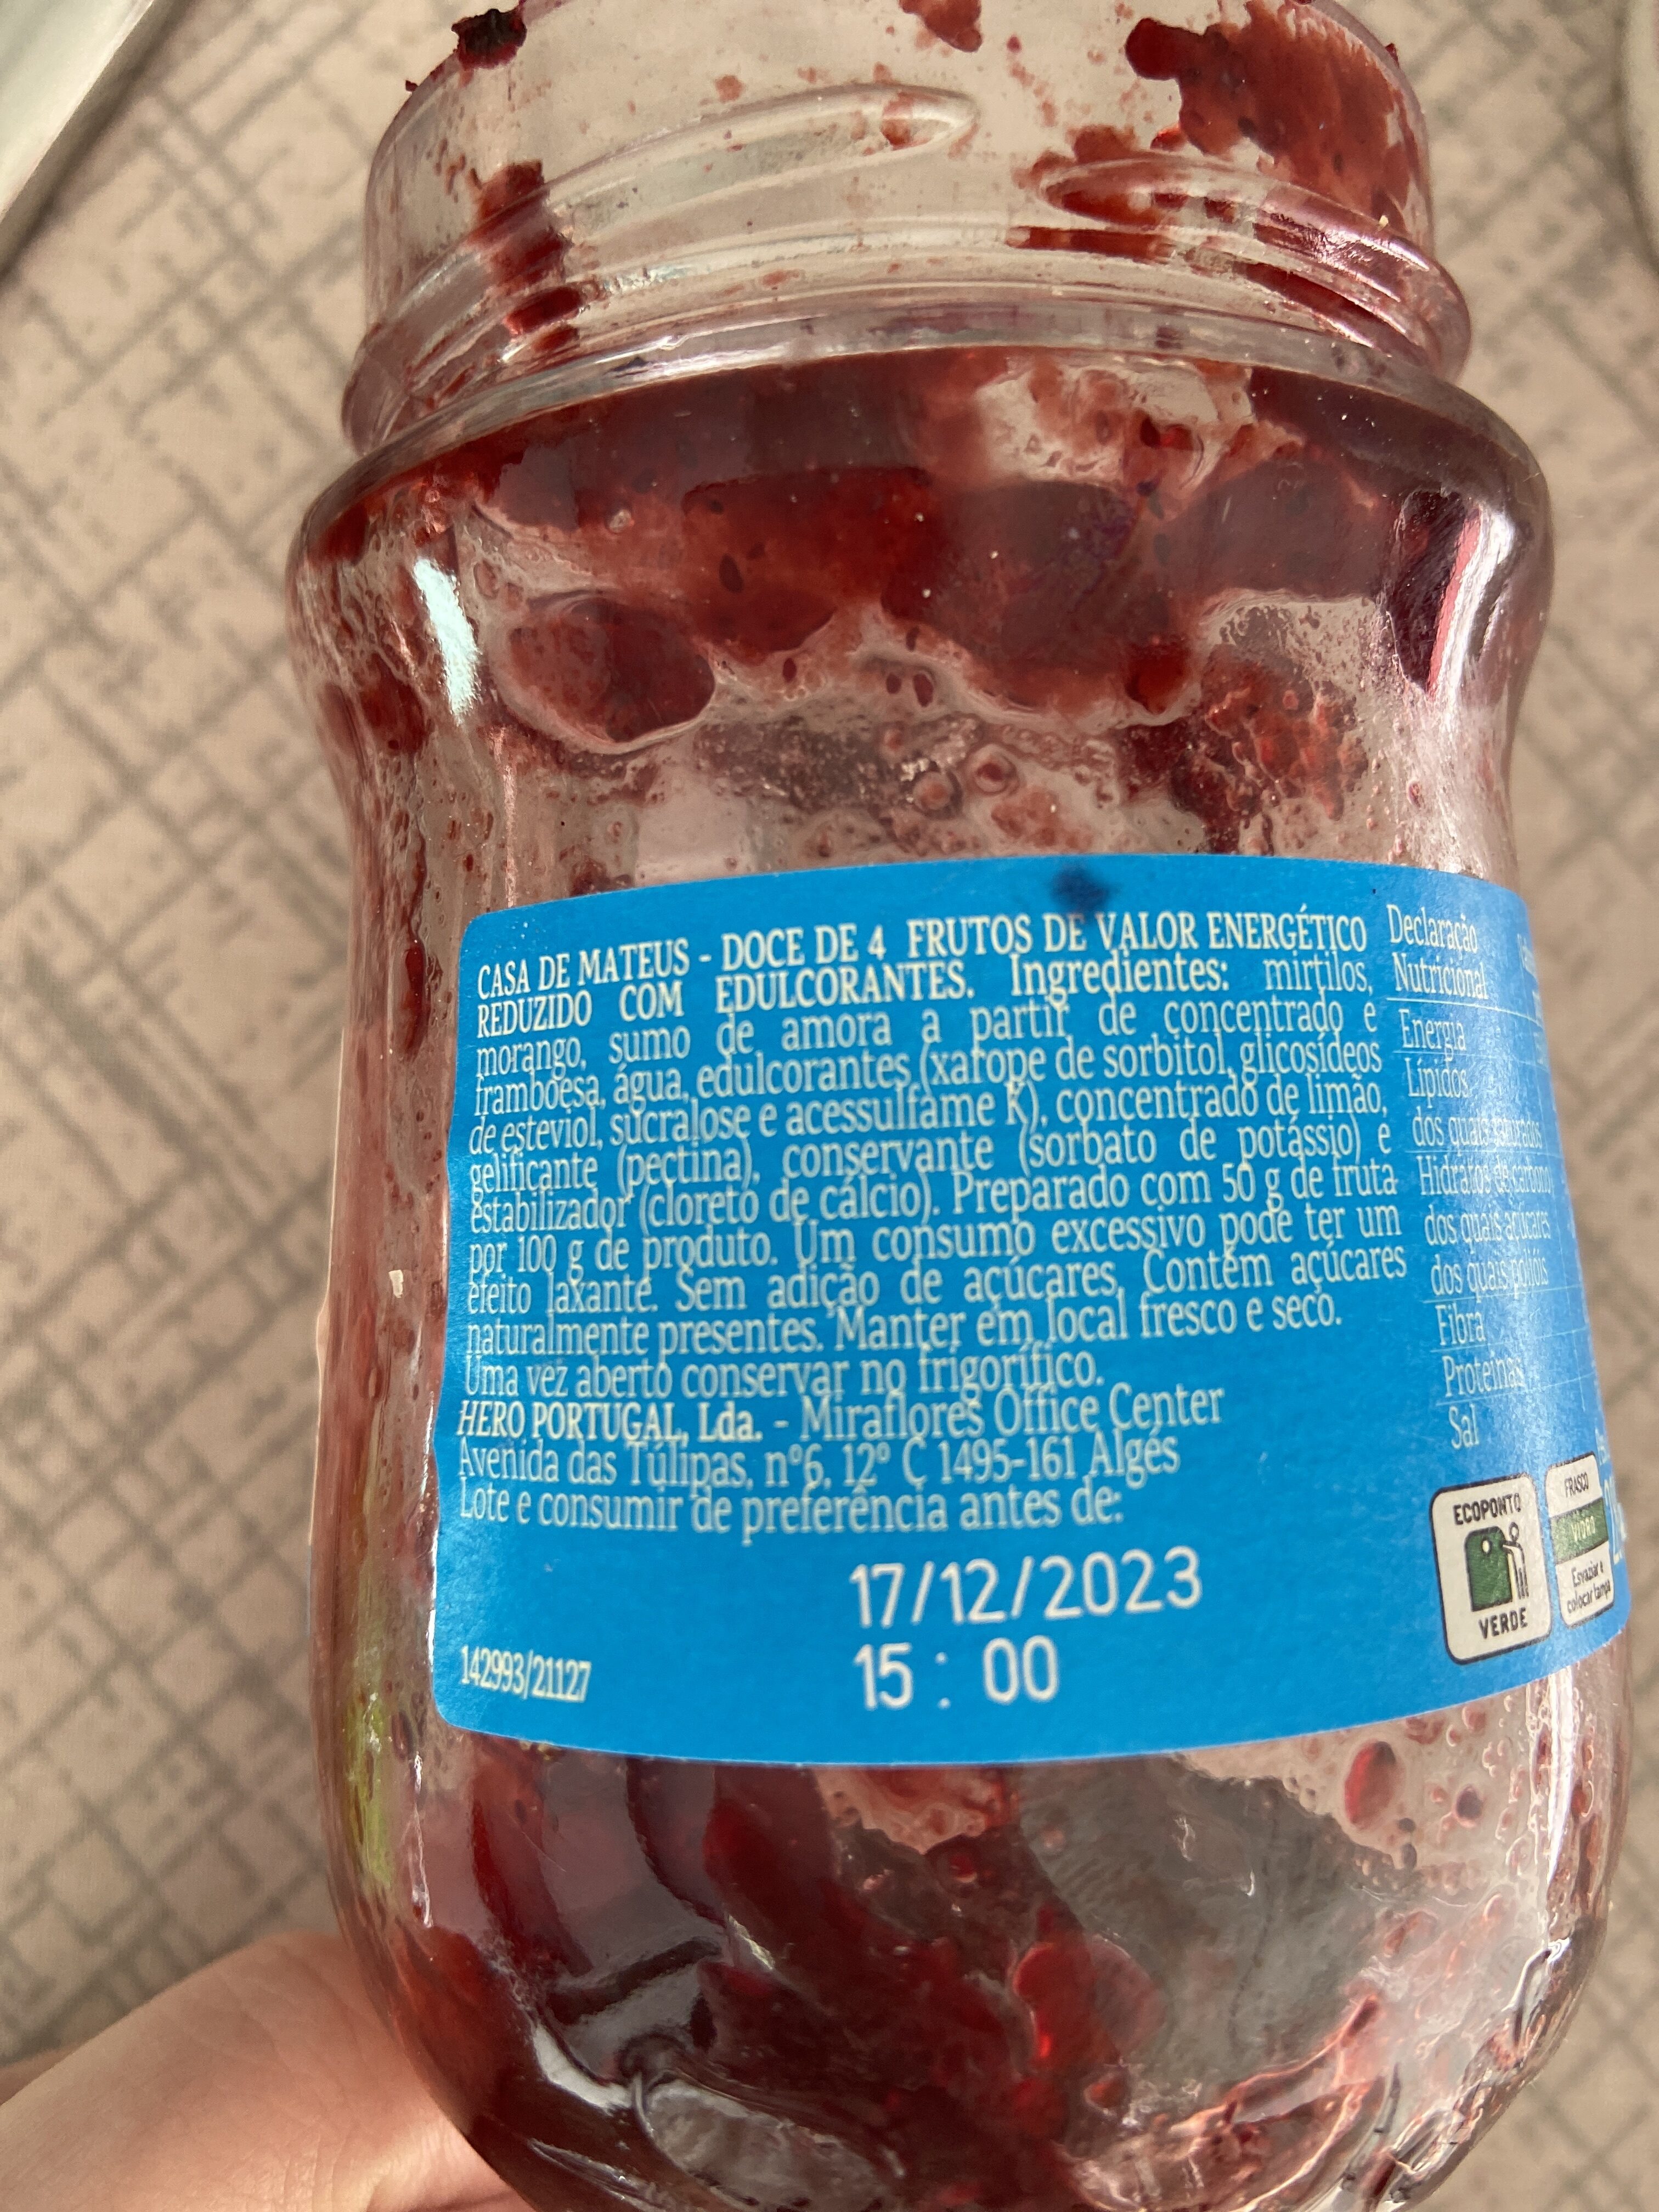 CASA DE MATEUS - DOCE DE 4 FRUTOS DE VALOR ENERGÉTICO
REDUZIDO COM EDULCORANTES. Ingredientes: mirtilos,
morango, sumo de amora a partir de concentrado e
framboesa, água, edulcorantes (xarope de sorbitol, glicosídeos
de esteviol, sucralose e acessulfame K), concentrado de limão,
gelificante (pectina), conservante (sorbato de potássio) e
estabilizador (cloreto de cálcio). Preparado com 50 g de fruta
por 100 g de produto. Um consumo excessivo pode ter um
efeito laxante. Sem adição de açúcares. Contém açúcares
naturalmente presentes. Manter em local fresco e seco.
Uma vez aberto conservar no frigorífico.
HERO PORTUGAL, Lda. - Miraflores Office Center
Avenida das Túlipas, nº6, 12º C 1495-161 Algés
Lote e consumir de preferência antes de:
17/12/2023
15 : 00
142993/21127
Declaração
Nutricional
Energia
Lípidos
dos quais saturados
Hidratos de carbono
dos quais açúcares
dos quais polióis
Fibra
Proteínas
Sal
ECOPONTO
VERDE
FRASCO
VIDRO
Esvaziar e
colocar tampa